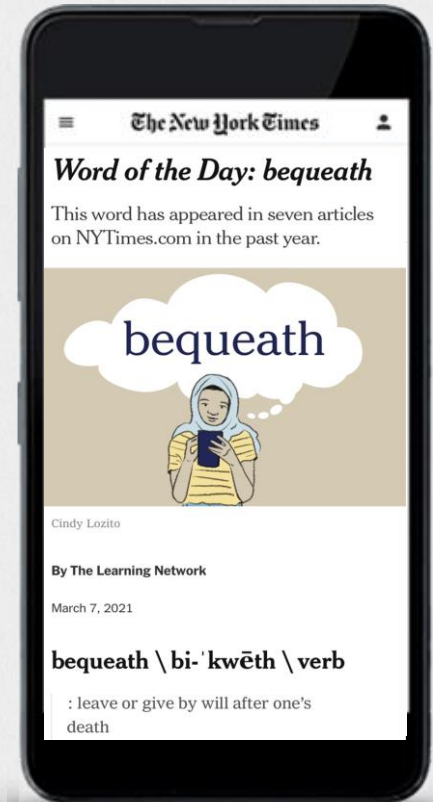 The New York Times
Word of the Day: bequeath
This word has appeared in seven articles
on NYTimes.com in the past year.
bequeath
Cindy Lozito
By The Learning Network
March 7, 2021
bequeath \ bi-ˈkwēth \ verb
: leave or give by will after one’s
death